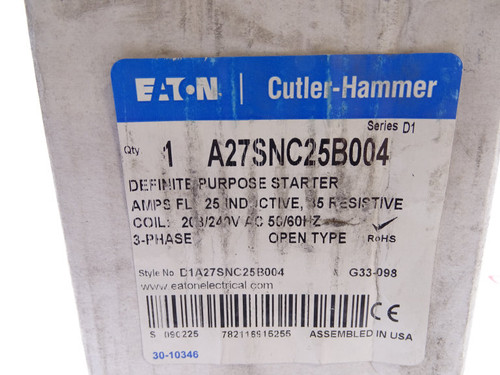 EATON | Cutler-Hammer
Series D1
Qty 1 A27SNC25B004
DEFINITE PURPOSE STARTER
AMPS FL 25 INDUCTIVE, 35 RESISTIVE
COIL: 208/240V AC 50/60HZ
3-PHASE OPEN TYPE RoHS
Style No D1A27SNC25B004 G33-098
www.eatonelectrical.com
S 090225 782116915255 ASSEMBLED IN USA
30-10346